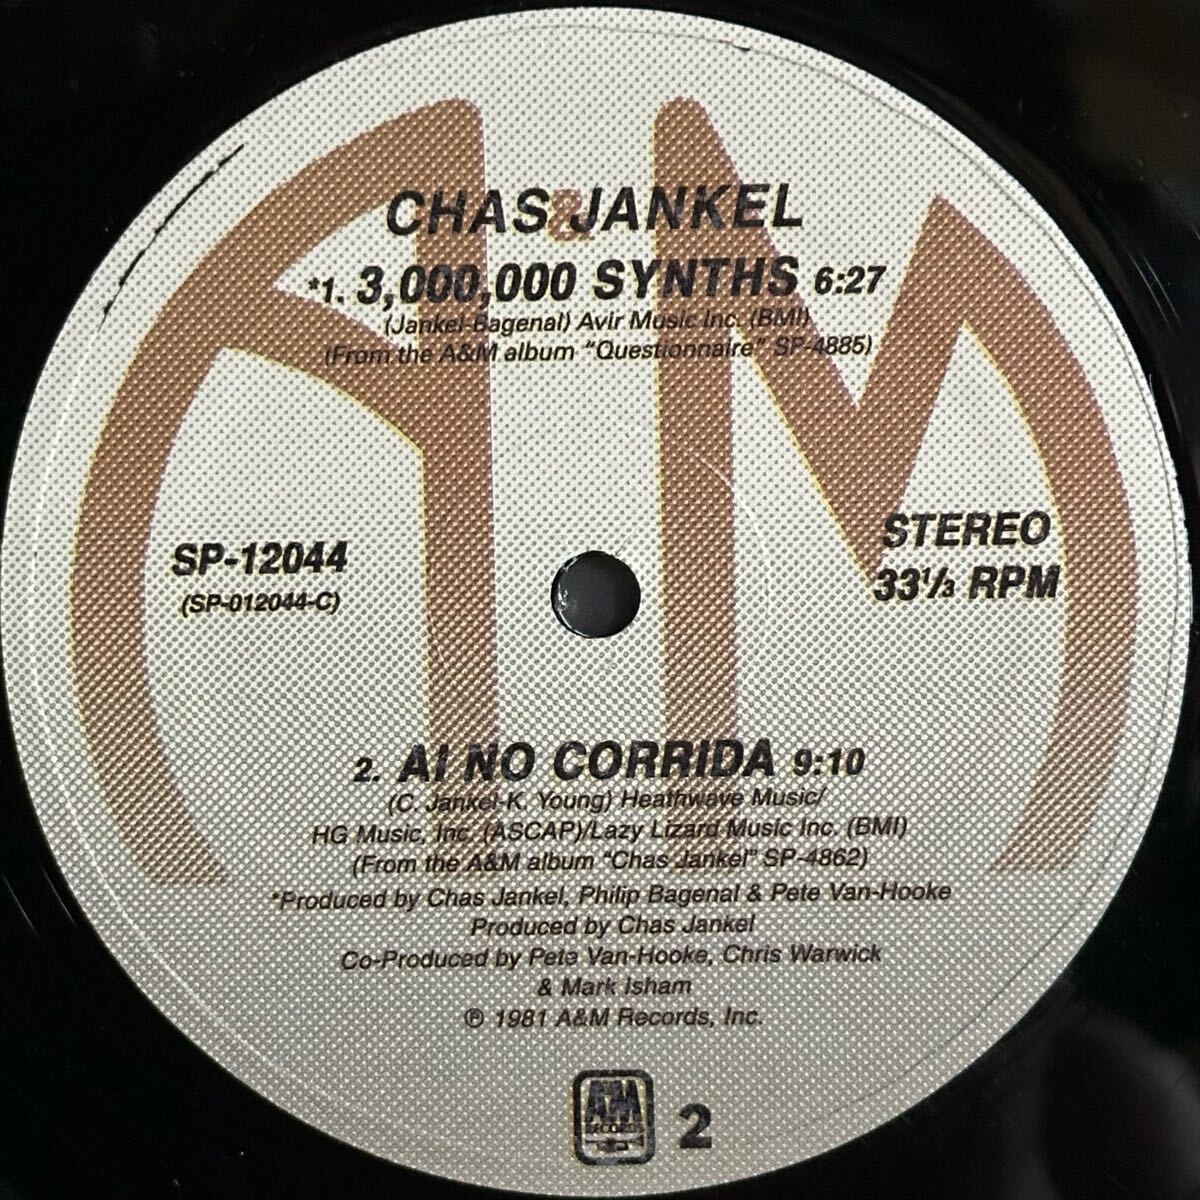 CHAS JANKEL
&
*1. 3,000,000 SYNTHS 6:27
(Jankel-Bagenal) Avir Music Inc. (BMI)
(From the A&M album "Questionnaire" SP-4885)
SP-12044
(SP-012044-C)
STEREO
33⅓ RPM
2. AI NO CORRIDA 9:10
(C. Jankel-K. Young) Heathwave Music/
HG Music, Inc. (ASCAP)/Lazy Lizard Music Inc. (BMI)
(From the A&M album "Chas Jankel" SP-4862)
*Produced by Chas Jankel, Philip Bagenal & Pete Van-Hooke
Produced by Chas Jankel
Co-Produced by Pete Van-Hooke, Chris Warwick
& Mark Isham
℗ 1981 A&M Records, Inc.
A&M
RECORDS
2